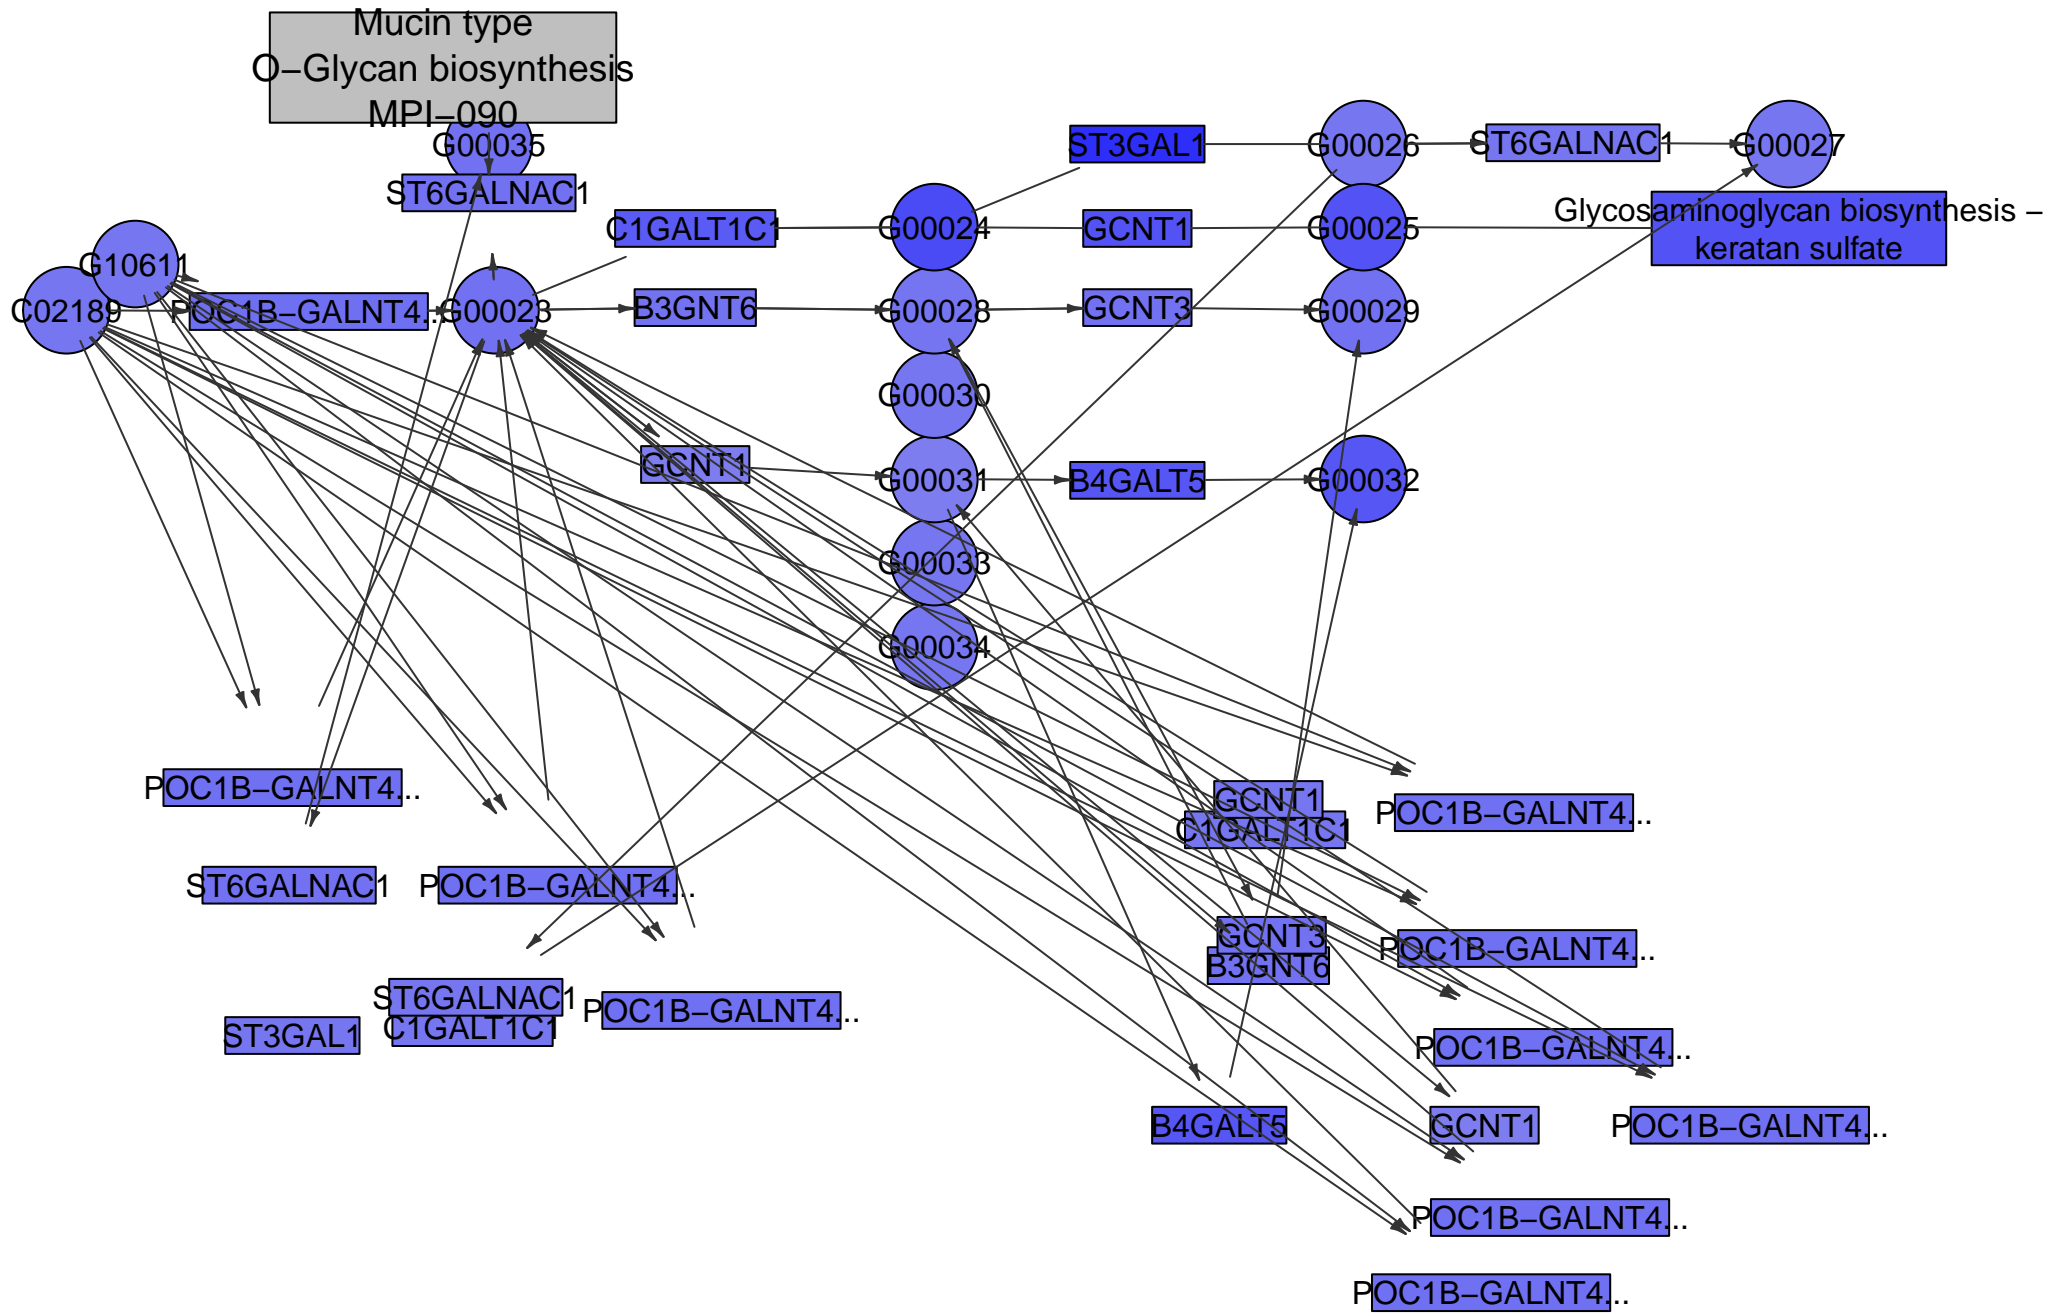 Mucin type
O−Glycan biosynthesis
MPI−090
G00035
ST3GAL1
G00026
ST6GALNAC1
G00027
ST6GALNAC1
C1GALT1C1
G00024
GCNT1
G00025
Glycosaminoglycan biosynthesis −
keratan sulfate
G10611
C02189
POC1B−GALNT4...
G00023
B3GNT6
G00028
GCNT3
G00029
G00030
GCNT1
G00031
B4GALT5
G00032
G00033
G00034
POC1B−GALNT4...
GCNT1
POC1B−GALNT4...
C1GALT1C1
ST6GALNAC1
POC1B−GALNT4...
GCNT3
POC1B−GALNT4...
B3GNT6
ST6GALNAC1
POC1B−GALNT4...
ST3GAL1
C1GALT1C1
POC1B−GALNT4...
B4GALT5
GCNT1
POC1B−GALNT4...
POC1B−GALNT4...
POC1B−GALNT4...